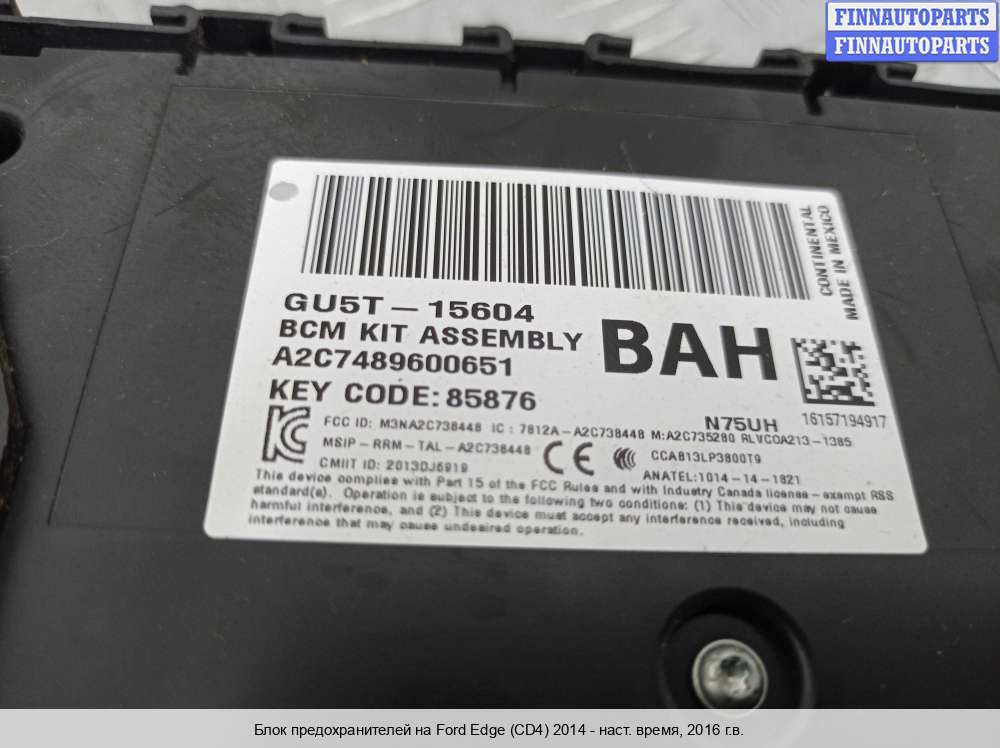 FINNAUTOPARTS
FINNAUTOPARTS
CONTINENTAL
MADE IN MEXICO
GU5T-15604
BCM KIT ASSEMBLY
BAH
A2C7489600651
KEY CODE: 85876
N75UH
16157194917
FCC ID: M3NA2C738448 IC: 7812A-A2C738448 M:A2C735280 RLVCOA213-1385
MSIP-RRM-TAL-A2C738448
CE
CCAB13LP3800T9
CMIIT ID: 2013DJ6919
ANATEL:1014-14-1821
This device complies with Part 15 of the FCC Rules and with Industry Canada license-exempt RSS
standard(s). Operation is subject to the following two conditions: (1) This device may not cause
harmful interference, and (2) This device must accept any interference received, including
interference that may cause undesired operation.
Блок предохранителей на Ford Edge (CD4) 2014 - наст. время, 2016 г.в.